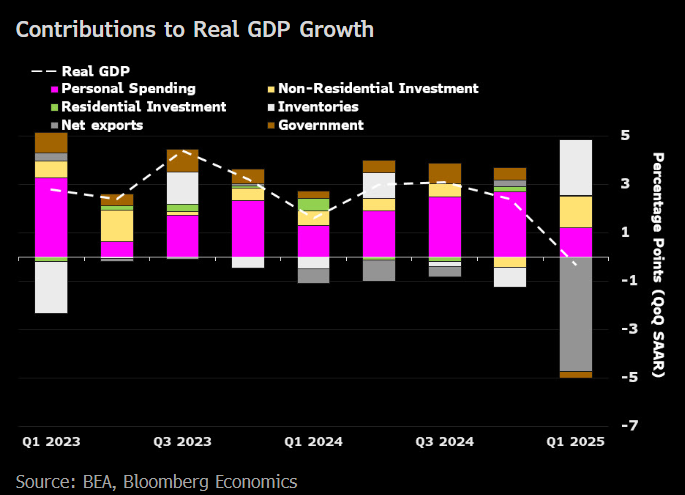 Contributions to Real GDP Growth
Real GDP
Personal Spending Non-Residential Investment
Residential Investment Inventories
Net exports Government
5
3
1
-1
-3
-5
-7
Percentage Points (QoQ SAAR)
Q1 2023 Q3 2023 Q1 2024 Q3 2024 Q1 2025
Source: BEA, Bloomberg Economics